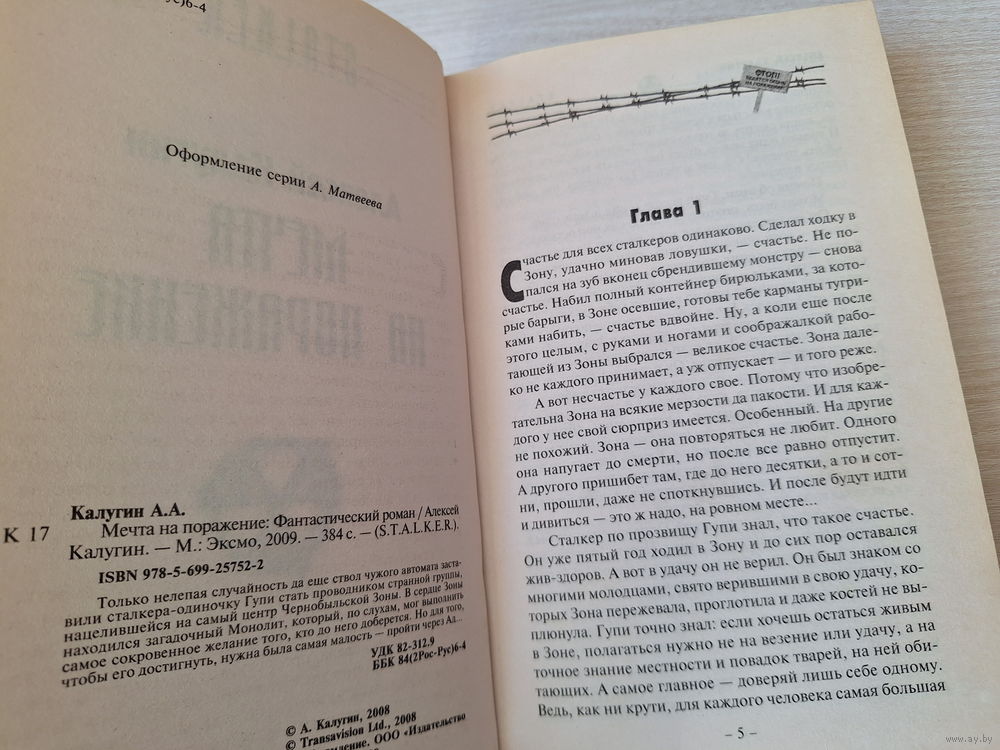 ус)6-4
Оформление серии А. Матвеева
К 17
Калугин А.А.
Мечта на поражение: Фантастический роман / Алексей
Калугин. — М.: Эксмо, 2009. — 384 с. — (S.T.A.L.K.E.R.).
ISBN 978-5-699-25752-2
Только нелепая случайность да еще ствол чужого автомата заста-
вили сталкера-одиночку Гупи стать проводником странной группы,
нацелившейся на самый центр Чернобыльской Зоны. В сердце Зоны
находился загадочный Монолит, который, по слухам, мог выполнить
самое сокровенное желание того, кто до него доберется. Но для того,
чтобы его достигнуть, нужна была самая малость — пройти через Ад...
УДК 82-312.9
ББК 84(2Рос-Рус)6-4
© А. Калугин, 2008
© Transavision Ltd., 2008
ление. ООО «Издательство
СТОП!
Глава 1
Счастье для всех сталкеров одинаково. Сделал ходку в
Зону, удачно миновав ловушки, — счастье. Не по-
пался на зуб вконец сбрендившему монстру — снова
счастье. Набил полный контейнер бирюльками, за кото-
рые барыги, в Зоне осевшие, готовы тебе карманы тугри-
ками набить, — счастье вдвойне. Ну, а коли еще после
этого целым, с руками и ногами и соображалкой рабо-
тающей из Зоны выбрался — великое счастье. Зона дале-
ко не каждого принимает, а уж отпускает — и того реже.
А вот несчастье у каждого свое. Потому что изобре-
тательна Зона на всякие мерзости да пакости. И для каж-
дого у нее свой сюрприз имеется. Особенный. На другие
не похожий. Зона — она повторяться не любит. Одного
она напугает до смерти, но после все равно отпустит.
А другого пришибет там, где до него десятки, а то и сот-
ни, прошли, даже не споткнувшись. И после будут идти
и дивиться — это ж надо, на ровном месте...
Сталкер по прозвищу Гупи знал, что такое счастье.
Он уже пятый год ходил в Зону и до сих пор оставался
жив-здоров. А вот в удачу он не верил. Он был знаком со
многими молодцами, свято верившими в свою удачу, ко-
торых Зона пережевала, проглотила и даже костей не вы-
плюнула. Гупи точно знал: если хочешь остаться живым
в Зоне, полагаться нужно не на везение или удачу, а на
точное знание местности и повадок тварей, на ней оби-
тающих. А самое главное — доверяй лишь себе одному.
Ведь, как ни крути, для каждого человека самая большая
– 5 –
www.ay.by